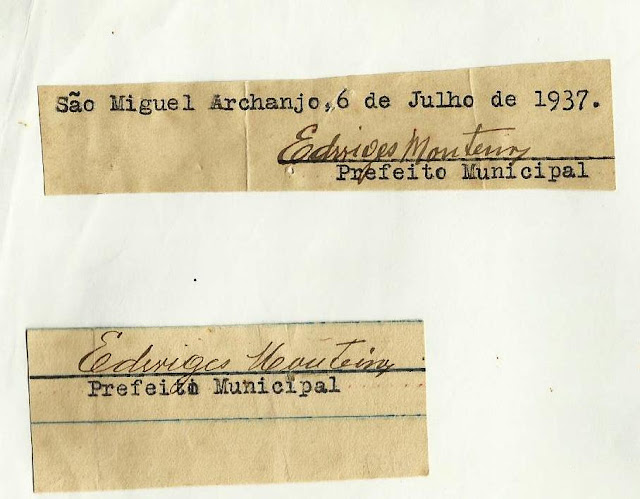 São Miguel Archanjo, 6 de Julho de 1937.
Edwiges Monteiro
Prefeito Municipal
Edwiges Monteiro
Prefeito Municipal